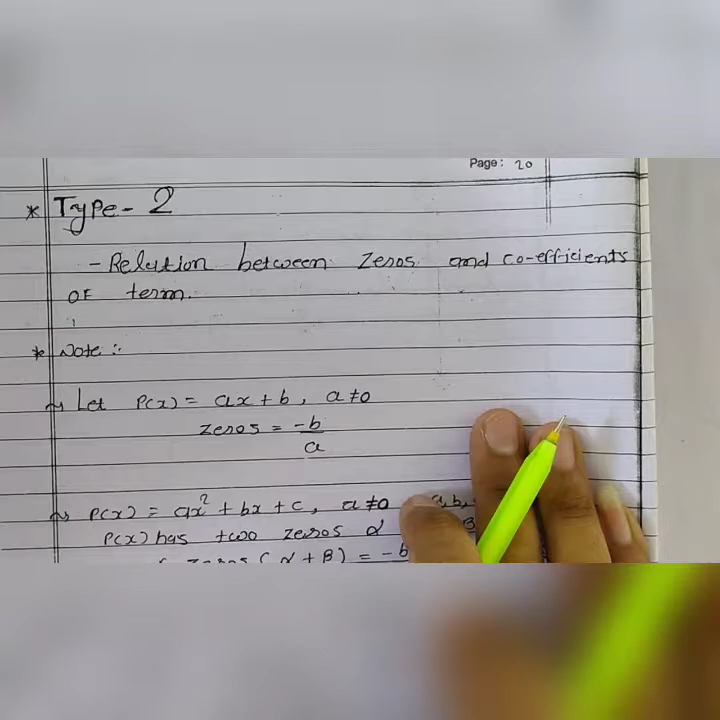 Page: 20
* Type- 2
- Relation between zeros and co-efficients
of term.
* Note :-
~> Let P(x) = ax + b, a ≠ 0
zeros = -b/a
~> P(x) = ax² + bx + c, a ≠ 0 a, b,
P(x) has two zeros α β
zeros (α + β) = -b